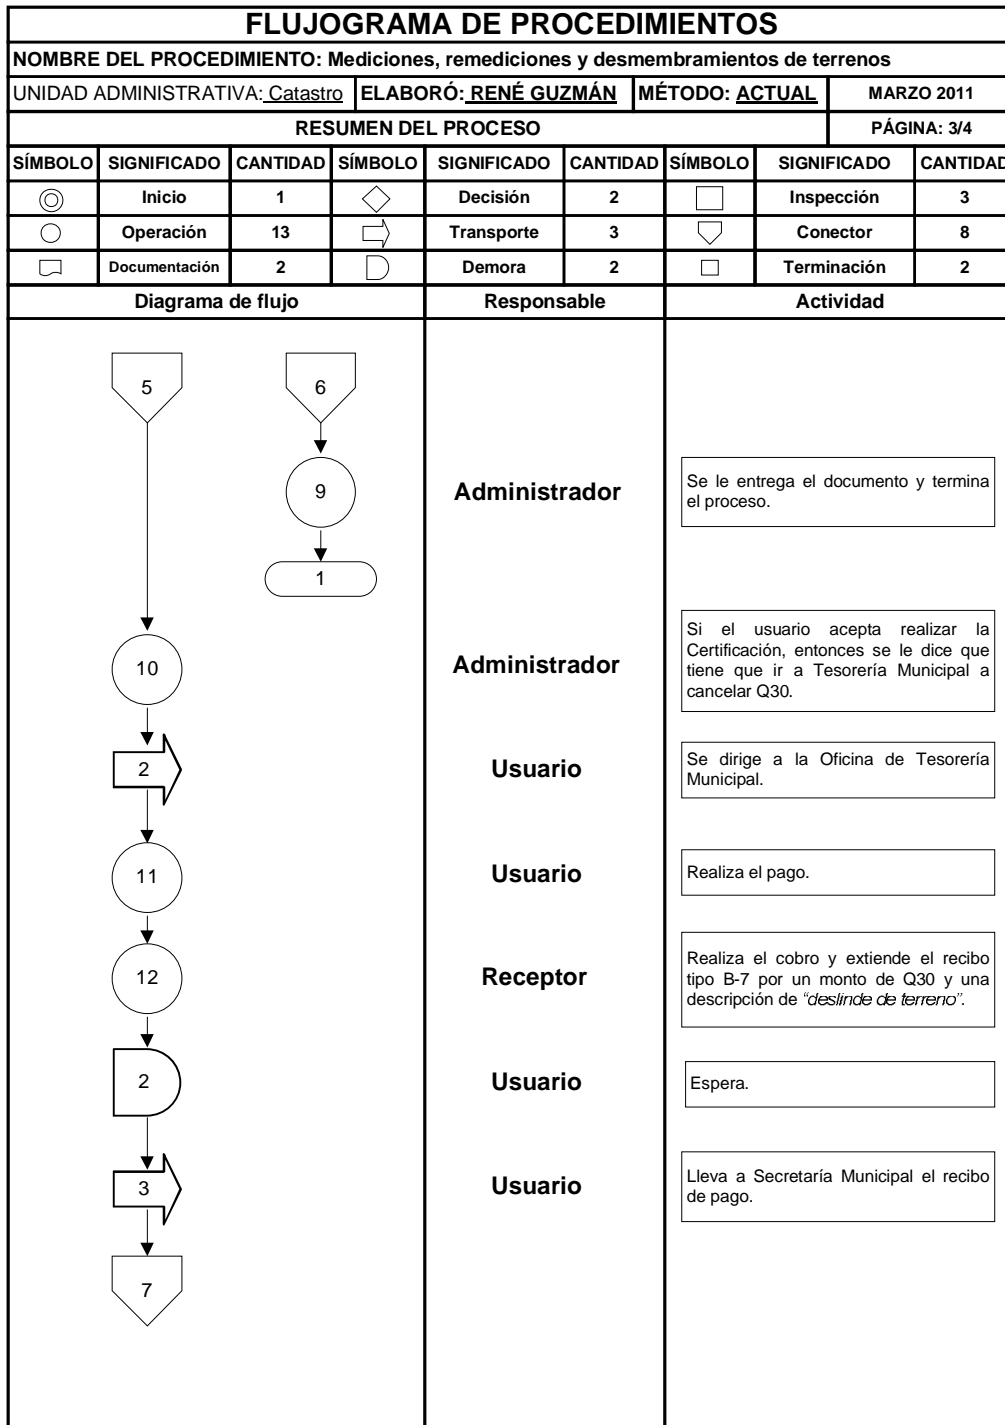 FLUJOGRAMA DE PROCEDIMIENTOS
NOMBRE DEL PROCEDIMIENTO: Mediciones, remediciones y desmembramientos de terrenos
UNIDAD ADMINISTRATIVA: Catastro ELABORÓ: RENÉ GUZMÁN MÉTODO: ACTUAL MARZO 2011
RESUMEN DEL PROCESO PÁGINA: 3/4
SÍMBOLO SIGNIFICADO CANTIDAD SÍMBOLO SIGNIFICADO CANTIDAD SÍMBOLO SIGNIFICADO CANTIDAD
Inicio 1 Decisión 2 Inspección 3
Operación 13 Transporte 3 Conector 8
Documentación 2 Demora 2 Terminación 2
Diagrama de flujo Responsable Actividad
5 6
9 Administrador
Se le entrega el documento y termina
el proceso.
1
10 Administrador
Si el usuario acepta realizar la
Certificación, entonces se le dice que
tiene que ir a Tesorería Municipal a
cancelar Q30.
2 Usuario
Se dirige a la Oficina de Tesorería
Municipal.
11 Usuario
Realiza el pago.
12 Receptor
Realiza el cobro y extiende el recibo
tipo B-7 por un monto de Q30 y una
descripción de “deslinde de terreno”.
2 Usuario
Espera.
3 Usuario
Lleva a Secretaría Municipal el recibo
de pago.
7